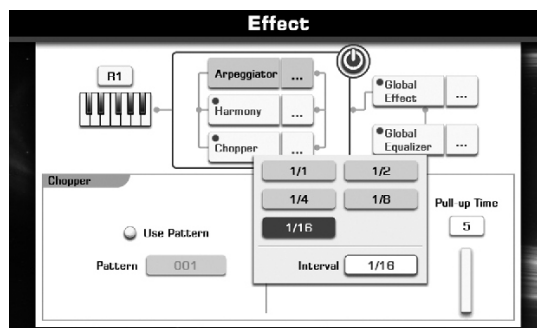 Effect
R1
Arpeggiator ...
Harmony ...
Chopper ...
Global Effect ...
Global Equalizer ...
1/1 1/2
1/4 1/8
1/16
Interval 1/16
Chopper
Use Pattern
Pattern 001
Pull-up Time
5